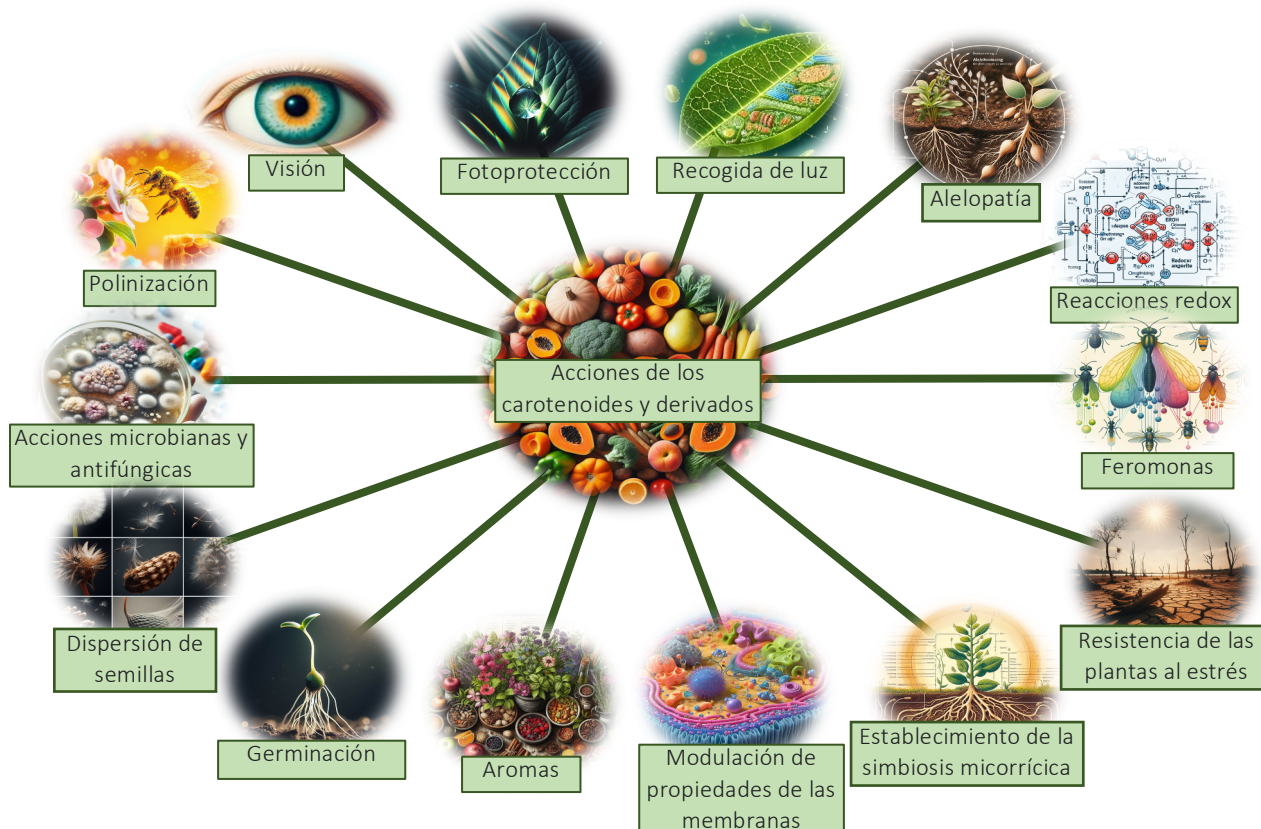 Visión
Fotoprotección
Recogida de luz
Alelopatía
Polinización
Reacciones redox
Acciones de los
carotenoides y derivados
Acciones microbianas y
antifúngicas
Feromonas
Dispersión de
semillas
Resistencia de las
plantas al estrés
Germinación
Aromas
Modulación de
propiedades de las
membranas
Establecimiento de la
simbiosis micorrícica